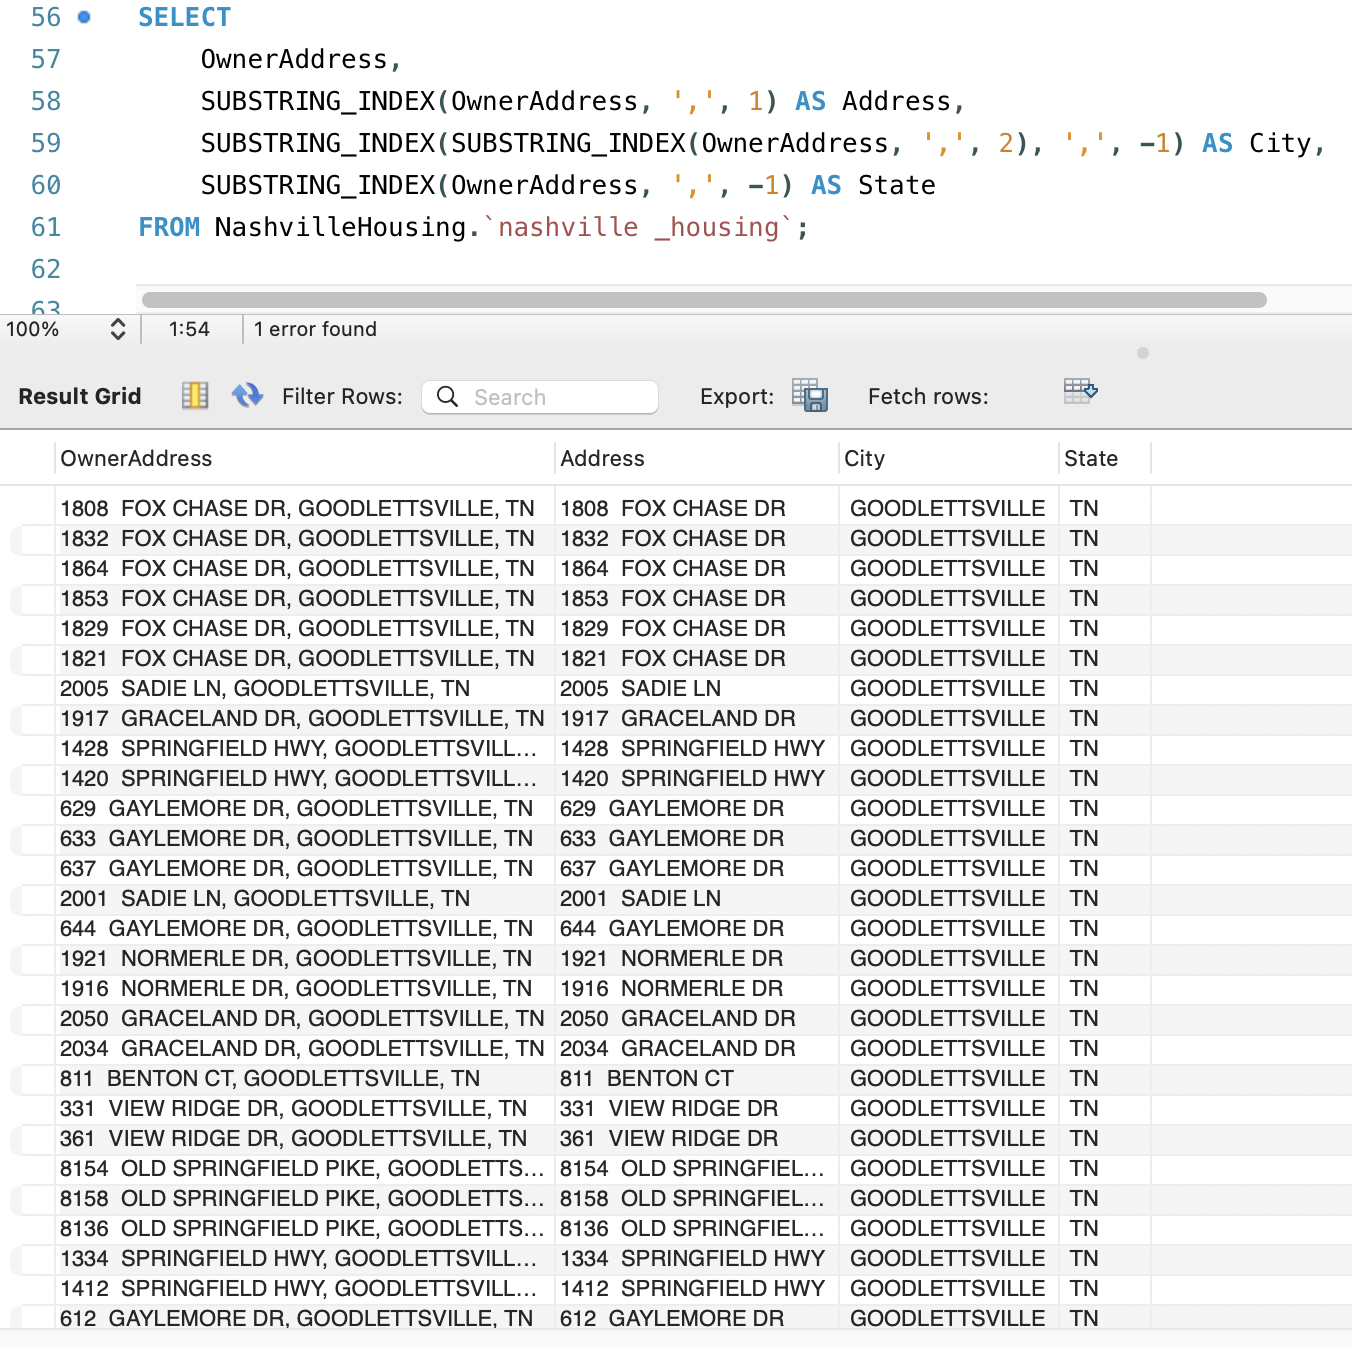 56 SELECT
57 OwnerAddress,
58 SUBSTRING_INDEX(OwnerAddress, ',', 1) AS Address,
59 SUBSTRING_INDEX(SUBSTRING_INDEX(OwnerAddress, ',', 2), ',', -1) AS City,
60 SUBSTRING_INDEX(OwnerAddress, ',', -1) AS State
61 FROM NashvilleHousing.`nashville _housing`;
62
63
100% 1:54 1 error found
Result Grid Filter Rows: Search Export: Fetch rows:
OwnerAddress Address City State
1808  FOX CHASE DR, GOODLETTSVILLE, TN 1808  FOX CHASE DR GOODLETTSVILLE TN
1832  FOX CHASE DR, GOODLETTSVILLE, TN 1832  FOX CHASE DR GOODLETTSVILLE TN
1864  FOX CHASE DR, GOODLETTSVILLE, TN 1864  FOX CHASE DR GOODLETTSVILLE TN
1853  FOX CHASE DR, GOODLETTSVILLE, TN 1853  FOX CHASE DR GOODLETTSVILLE TN
1829  FOX CHASE DR, GOODLETTSVILLE, TN 1829  FOX CHASE DR GOODLETTSVILLE TN
1821  FOX CHASE DR, GOODLETTSVILLE, TN 1821  FOX CHASE DR GOODLETTSVILLE TN
2005  SADIE LN, GOODLETTSVILLE, TN 2005  SADIE LN GOODLETTSVILLE TN
1917  GRACELAND DR, GOODLETTSVILLE, TN 1917  GRACELAND DR GOODLETTSVILLE TN
1428  SPRINGFIELD HWY, GOODLETTSVILL... 1428  SPRINGFIELD HWY GOODLETTSVILLE TN
1420  SPRINGFIELD HWY, GOODLETTSVILL... 1420  SPRINGFIELD HWY GOODLETTSVILLE TN
629  GAYLEMORE DR, GOODLETTSVILLE, TN 629  GAYLEMORE DR GOODLETTSVILLE TN
633  GAYLEMORE DR, GOODLETTSVILLE, TN 633  GAYLEMORE DR GOODLETTSVILLE TN
637  GAYLEMORE DR, GOODLETTSVILLE, TN 637  GAYLEMORE DR GOODLETTSVILLE TN
2001  SADIE LN, GOODLETTSVILLE, TN 2001  SADIE LN GOODLETTSVILLE TN
644  GAYLEMORE DR, GOODLETTSVILLE, TN 644  GAYLEMORE DR GOODLETTSVILLE TN
1921  NORMERLE DR, GOODLETTSVILLE, TN 1921  NORMERLE DR GOODLETTSVILLE TN
1916  NORMERLE DR, GOODLETTSVILLE, TN 1916  NORMERLE DR GOODLETTSVILLE TN
2050  GRACELAND DR, GOODLETTSVILLE, TN 2050  GRACELAND DR GOODLETTSVILLE TN
2034  GRACELAND DR, GOODLETTSVILLE, TN 2034  GRACELAND DR GOODLETTSVILLE TN
811  BENTON CT, GOODLETTSVILLE, TN 811  BENTON CT GOODLETTSVILLE TN
331  VIEW RIDGE DR, GOODLETTSVILLE, TN 331  VIEW RIDGE DR GOODLETTSVILLE TN
361  VIEW RIDGE DR, GOODLETTSVILLE, TN 361  VIEW RIDGE DR GOODLETTSVILLE TN
8154  OLD SPRINGFIELD PIKE, GOODLETTS... 8154  OLD SPRINGFIEL... GOODLETTSVILLE TN
8158  OLD SPRINGFIELD PIKE, GOODLETTS... 8158  OLD SPRINGFIEL... GOODLETTSVILLE TN
8136  OLD SPRINGFIELD PIKE, GOODLETTS... 8136  OLD SPRINGFIEL... GOODLETTSVILLE TN
1334  SPRINGFIELD HWY, GOODLETTSVILL... 1334  SPRINGFIELD HWY GOODLETTSVILLE TN
1412  SPRINGFIELD HWY, GOODLETTSVILL... 1412  SPRINGFIELD HWY GOODLETTSVILLE TN
612  GAYLEMORE DR, GOODLETTSVILLE, TN 612  GAYLEMORE DR GOODLETTSVILLE TN